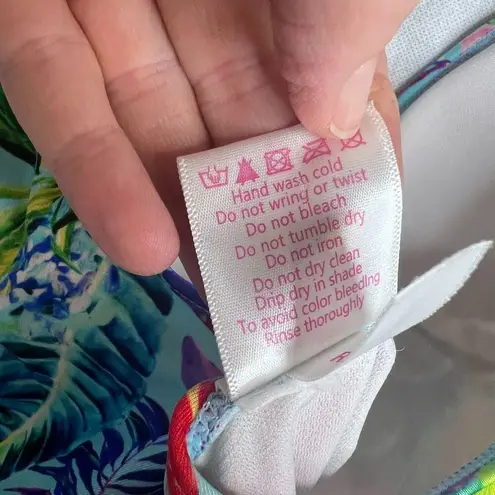 Hand wash cold
Do not wring or twist
Do not bleach
Do not tumble dry
Do not iron
Do not dry clean
Drip dry in shade
To avoid color bleeding
Rinse thoroughly